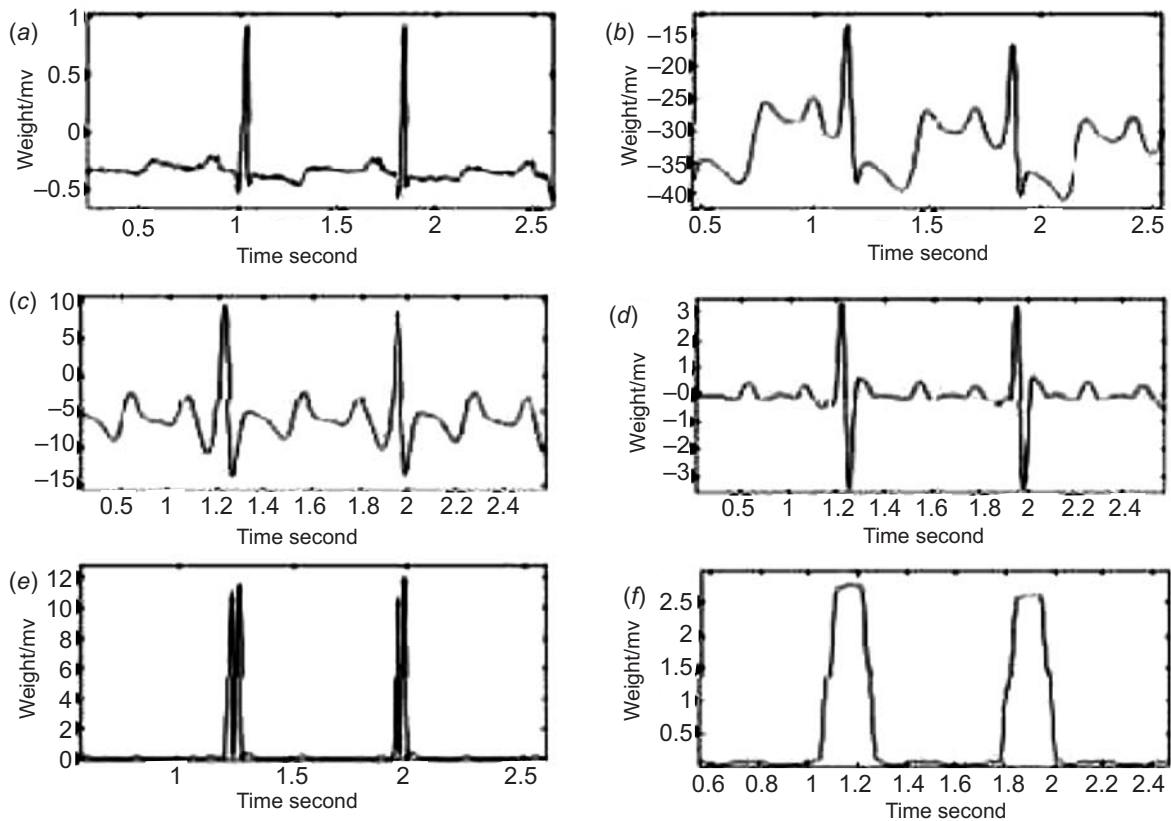 (a)
Weight/mv
1
0.5
0
–0.5
0.5 1 1.5 2 2.5
Time second
(b)
Weight/mv
–15
–20
–25
–30
–35
–40
0.5 1 1.5 2 2.5
Time second
(c)
Weight/mv
10
5
0
–5
–10
–15
0.5 1 1.2 1.4 1.6 1.8 2 2.2 2.4
Time second
(d)
Weight/mv
3
2
1
–0
–1
–2
–3
0.5 1 1.2 1.4 1.6 1.8 2 2.2 2.4
Time second
(e)
Weight/mv
12
10
8
6
4
2
0
1 1.5 2 2.5
Time second
(f)
Weight/mv
2.5
2
1.5
1
0.5
0.6 0.8 1 1.2 1.4 1.6 1.8 2 2.2 2.4
Time second